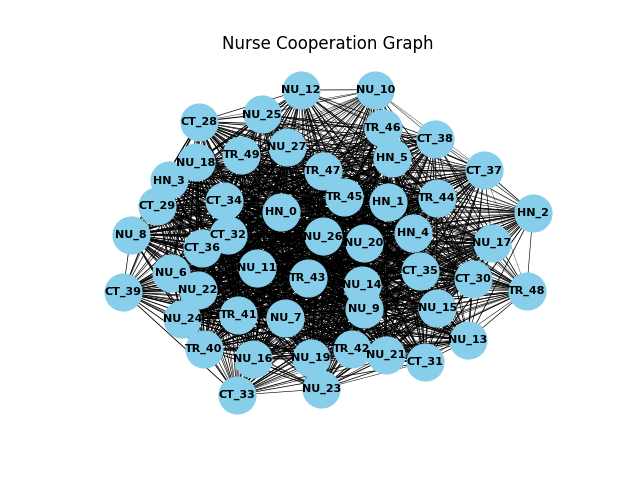 Nurse Cooperation Graph
NU_12
NU_10
NU_25
CT_28
TR_46
CT_38
NU_27
TR_49
HN_5
NU_18
TR_47
CT_37
HN_3
TR_45
TR_44
CT_34
HN_1
CT_29
HN_0
HN_2
HN_4
CT_32
NU_8
NU_26
NU_20
NU_17
CT_36
NU_11
CT_35
NU_6
TR_43
CT_30
NU_14
NU_22
TR_48
CT_39
NU_9
NU_15
TR_41
NU_7
NU_24
NU_13
TR_40
TR_42
NU_21
NU_19
NU_16
CT_31
NU_23
CT_33